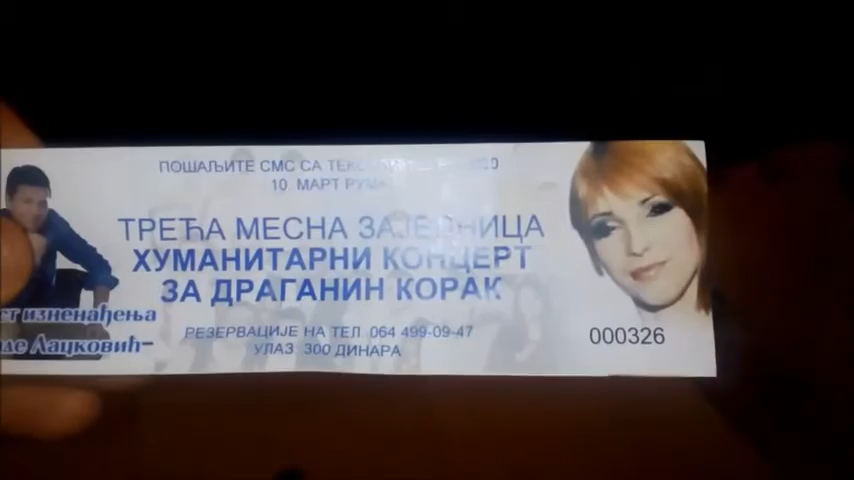 ПОШАЉИТЕ СМС СА
10. МАРТ РУМА
ТРЕЋА МЕСНА ЗАЈЕДНИЦА
ХУМАНИТАРНИ КОНЦЕРТ
ЗА ДРАГАНИН КОРАК
изненађења
Лацковић-
РЕЗЕРВАЦИЈЕ НА ТЕЛ 064 499-09-47
УЛАЗ 300 ДИНАРА
000326